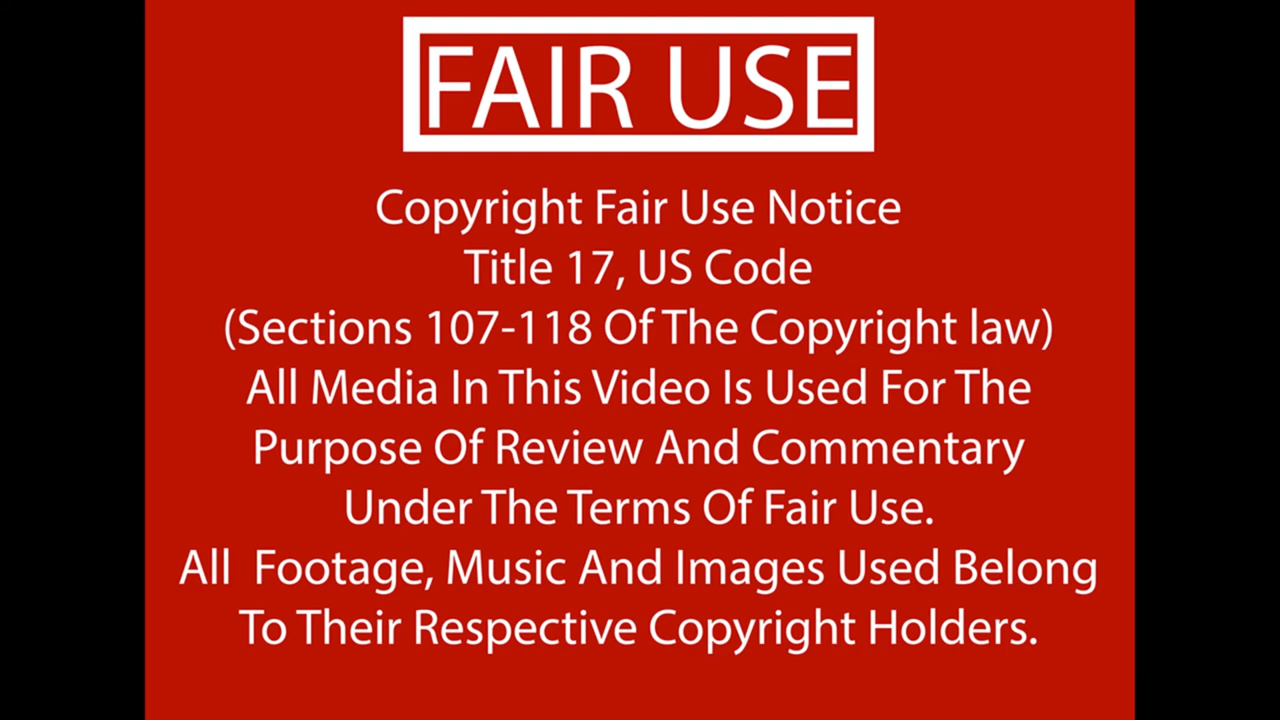 FAIR USE
Copyright Fair Use Notice
Title 17, US Code
(Sections 107-118 Of The Copyright law)
All Media In This Video Is Used For The
Purpose Of Review And Commentary
Under The Terms Of Fair Use.
All  Footage, Music And Images Used Belong
To Their Respective Copyright Holders.